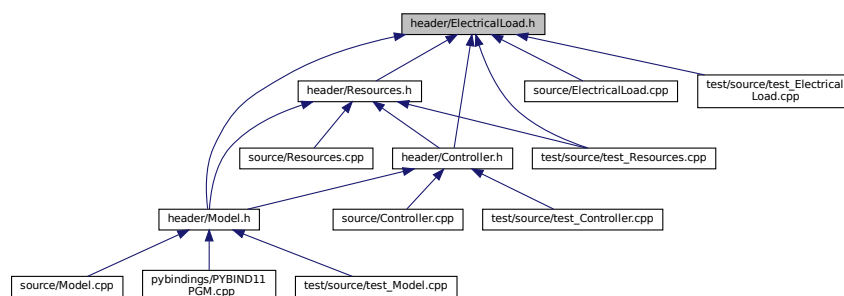 header/ElectricalLoad.h
header/Resources.h
source/ElectricalLoad.cpp
test/source/test_Electrical
Load.cpp
source/Resources.cpp
header/Controller.h
test/source/test_Resources.cpp
header/Model.h
source/Controller.cpp
test/source/test_Controller.cpp
source/Model.cpp
pybindings/PYBIND11
PGM.cpp
test/source/test_Model.cpp